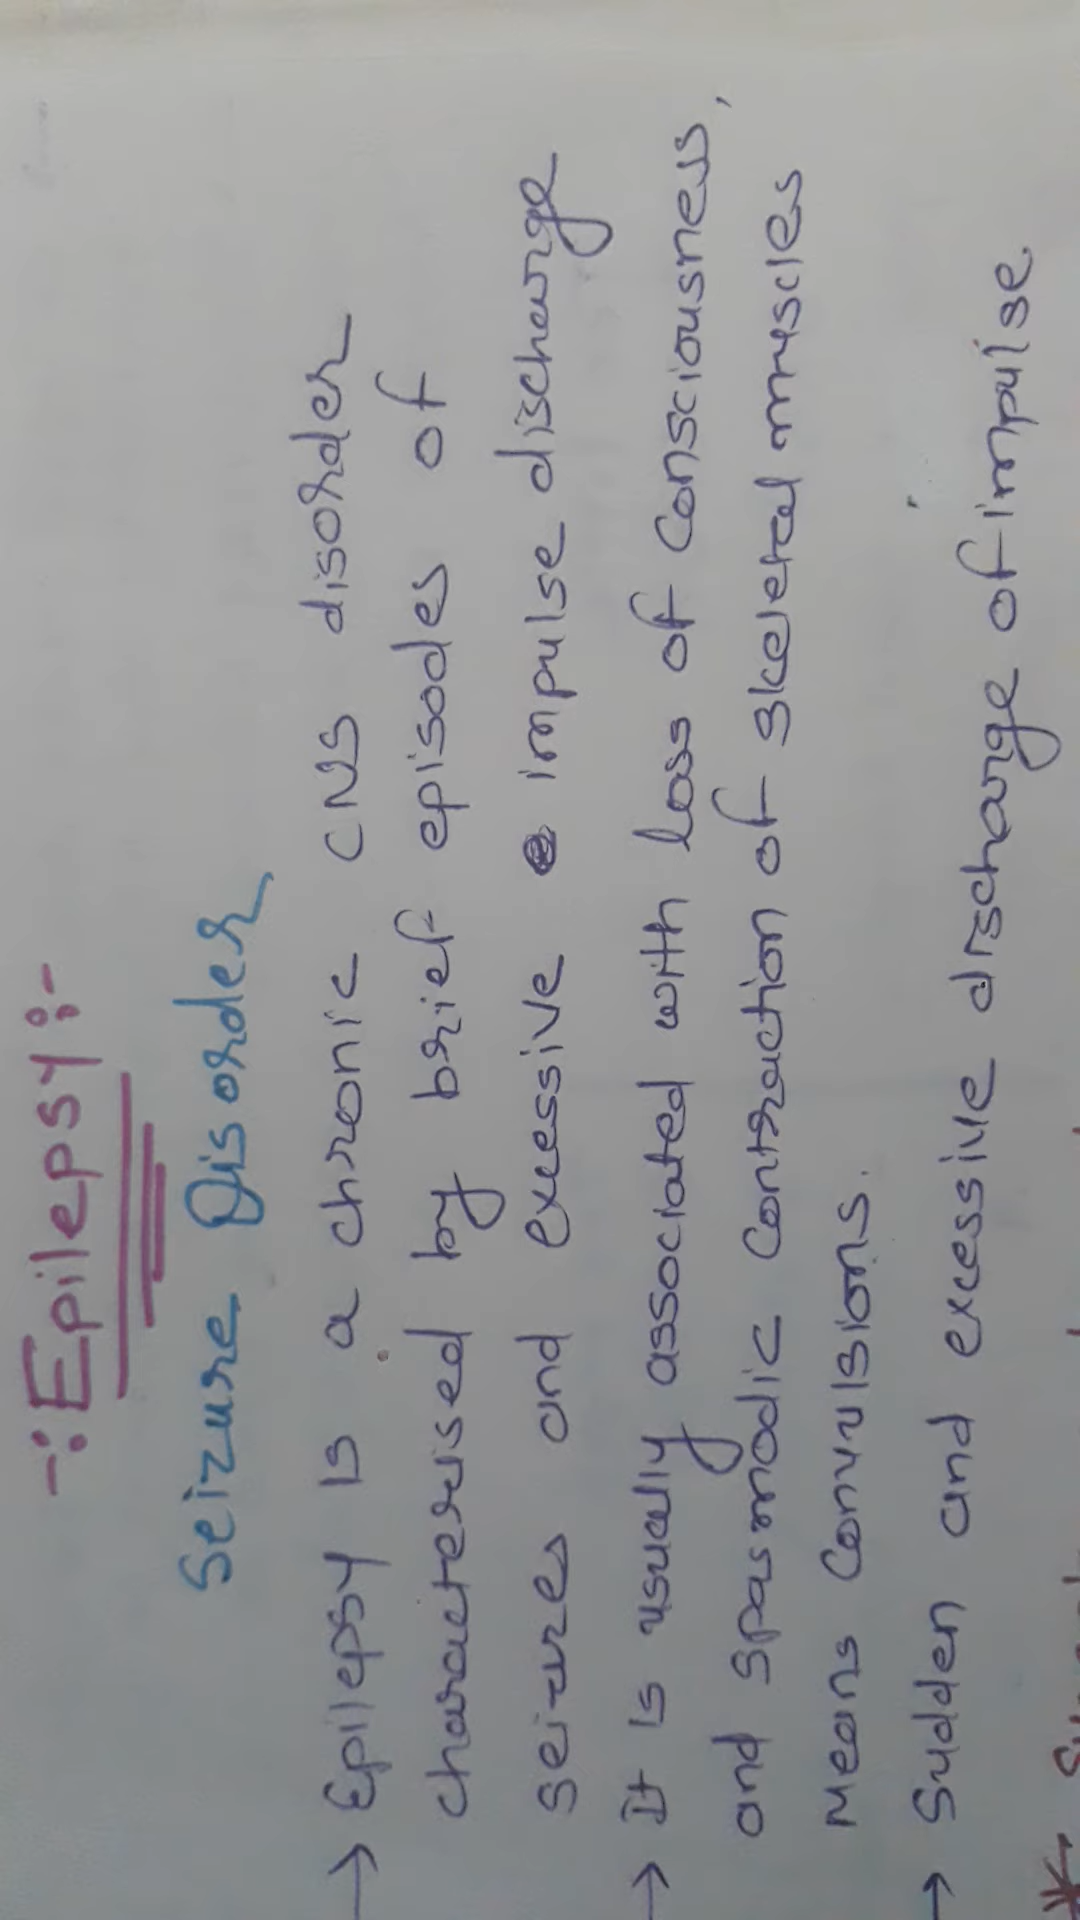 -:Epilepsy:-
Seizure Disorder
→ Epilepsy is a chronic CNS disorder
characterised by brief episodes of
seizures and excessive impulse discharge
→ It is usually associated with loss of consciousness,
and spasmodic contraction of skeletal muscles
Means convulsions.
→ Sudden and excessive discharge of impulse